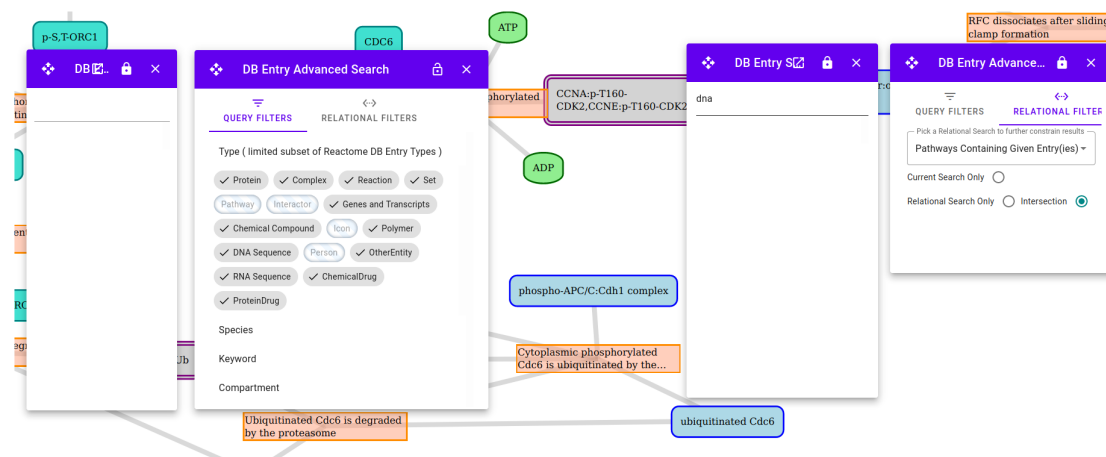 p-S,T-ORC1
CDC6
ATP
RFC dissociates after sliding
clamp formation
DB
DB Entry Advanced Search
DB Entry S
DB Entry Advance...
phorylated
CCNA:p-T160-
CDK2,CCNE:p-T160-CDK2
dna
QUERY FILTERS
RELATIONAL FILTERS
QUERY FILTERS
RELATIONAL FILTER
Pick a Relational Search to further constrain results
Pathways Containing Given Entry(ies)
Current Search Only
Relational Search Only
Intersection
Type ( limited subset of Reactome DB Entry Types )
Protein
Complex
Reaction
Set
Pathway
Interactor
Genes and Transcripts
Chemical Compound
Icon
Polymer
DNA Sequence
Person
OtherEntity
RNA Sequence
ChemicalDrug
ProteinDrug
Species
Keyword
Compartment
ADP
phospho-APC/C:Cdh1 complex
Cytoplasmic phosphorylated
Cdc6 is ubiquitinated by the...
Ub
Ubiquitinated Cdc6 is degraded
by the proteasome
ubiquitinated Cdc6